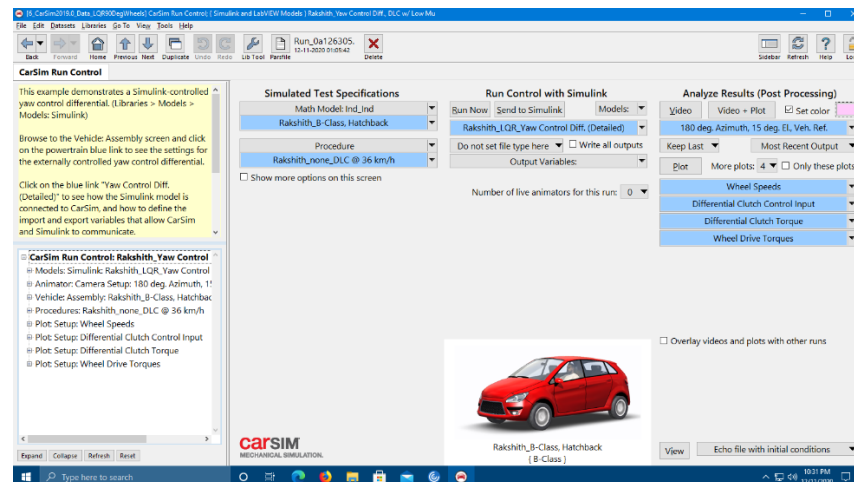 [6_CarSim2019.0_Data_LQR90DegWheels] CarSim Run Control; { Simulink and LabVIEW Models } Rakshith_Yaw Control Diff., DLC w/ Low Mu
File Edit Datasets Libraries Go To View Tools Help
Back Forward Home Previous Next Duplicate Undo Redo Lib Tool Parsfile Run_0a126305. 12-11-2020 01:05:42 Delete Sidebar Refresh Help
CarSim Run Control
This example demonstrates a Simulink-controlled
yaw control differential. (Libraries > Models >
Models: Simulink)
Browse to the Vehicle: Assembly screen and click
on the powertrain blue link to see the settings for
the externally controlled yaw control differential.
Click on the blue link "Yaw Control Diff.
(Detailed)" to see how the Simulink model is
connected to CarSim, and how to define the
import and export variables that allow CarSim
and Simulink to communicate.
CarSim Run Control: Rakshith_Yaw Control
Models: Simulink: Rakshith_LQR_Yaw Control
Animator: Camera Setup: 180 deg. Azimuth, 1
Vehicle: Assembly: Rakshith_B-Class, Hatchbac
Procedures: Rakshith_none_DLC @ 36 km/h
Plot: Setup: Wheel Speeds
Plot: Setup: Differential Clutch Control Input
Plot: Setup: Differential Clutch Torque
Plot: Setup: Wheel Drive Torques
Expand Collapse Refresh Reset
Simulated Test Specifications
Math Model: Ind_Ind
Rakshith_B-Class, Hatchback
Procedure
Rakshith_none_DLC @ 36 km/h
Show more options on this screen
CarSim
MECHANICAL SIMULATION.
Run Control with Simulink
Run Now Send to Simulink Models:
Rakshith_LQR_Yaw Control Diff. (Detailed)
Do not set file type here Write all outputs
Output Variables:
Number of live animators for this run: 0
Rakshith_B-Class, Hatchback
{ B-Class }
Analyze Results (Post Processing)
Video Video + Plot Set color
180 deg. Azimuth, 15 deg. El, Veh. Ref.
Keep Last Most Recent Output
Plot More plots: 4 Only these plots
Wheel Speeds
Differential Clutch Control Input
Differential Clutch Torque
Wheel Drive Torques
Overlay videos and plots with other runs
View Echo file with initial conditions
Type here to search
10:31 PM